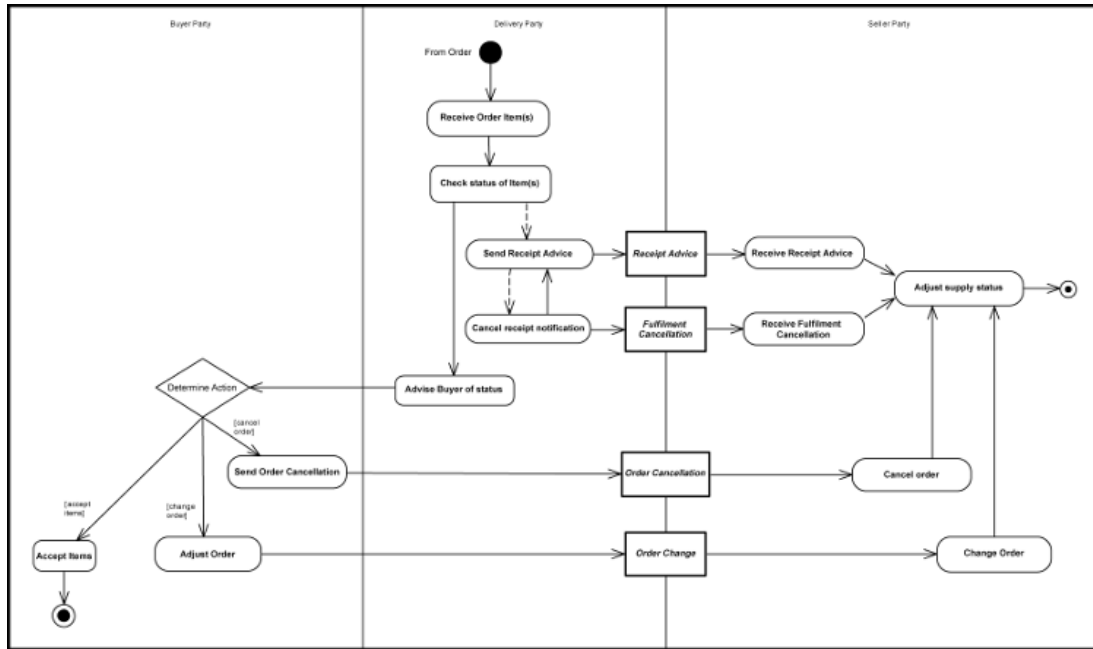 Buyer Party
Delivery Party
Seller Party
From Order
Receive Order Item(s)
Check status of Item(s)
Send Receipt Advice
Receipt Advice
Receive Receipt Advice
Adjust supply status
Cancel receipt notification
Fulfilment
Cancellation
Receive Fulfilment
Cancellation
Determine Action
Advise Buyer of status
[cancel
order]
Send Order Cancellation
Order Cancellation
Cancel order
[accept
items]
[change
order]
Accept Items
Adjust Order
Order Change
Change Order